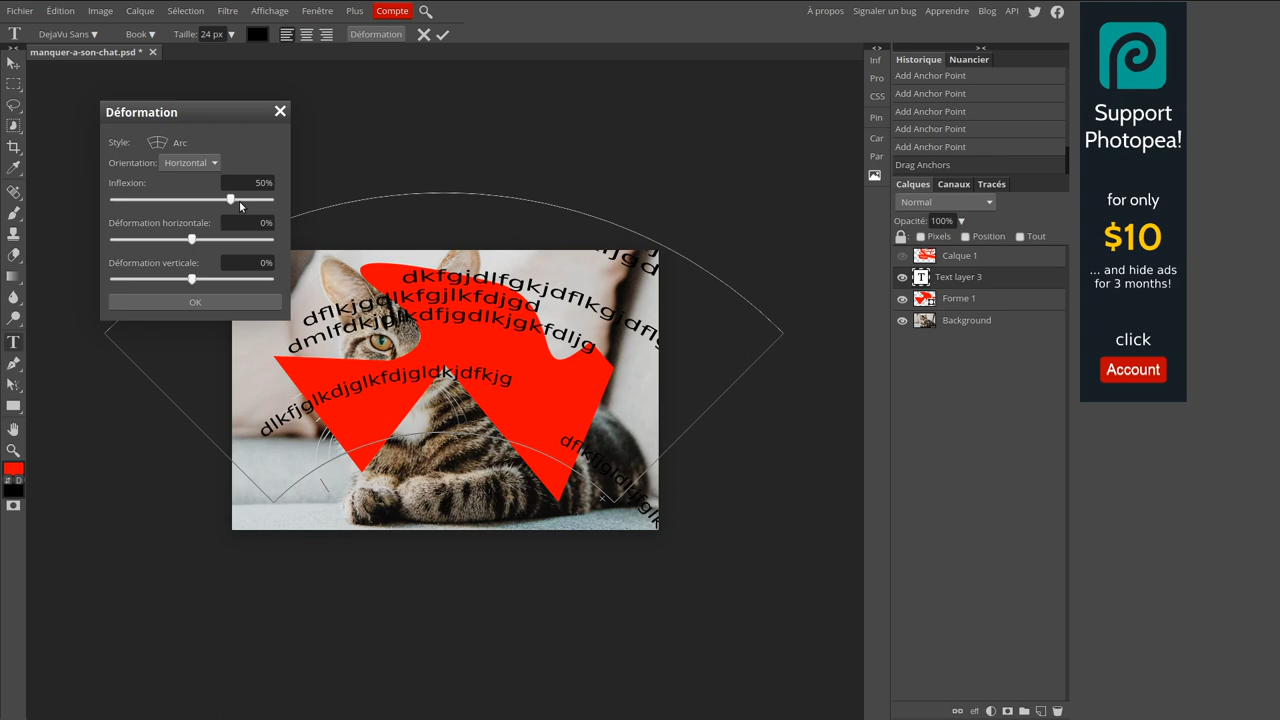 Fichier Édition Image Calque Sélection Filtre Affichage Fenêtre Plus Compte
À propos Signaler un bug Apprendre Blog API
T DejaVu Sans Book Taille: 24 px Déformation
manquer-a-son-chat.psd *
Déformation
Style: Arc
Orientation: Horizontal
Inflexion: 50%
Déformation horizontale: 0%
Déformation verticale: 0%
OK
Inf
Pro
CSS
Pin
Car
Par
Historique Nuancier
Add Anchor Point
Add Anchor Point
Add Anchor Point
Add Anchor Point
Add Anchor Point
Drag Anchors
Calques Canaux Tracés
Normal
Opacité: 100%
Pixels Position Tout
Calque 1
T Text layer 3
Forme 1
Background
eff
Support
Photopea!
for only
$10
... and hide ads
for 3 months!
click
Account